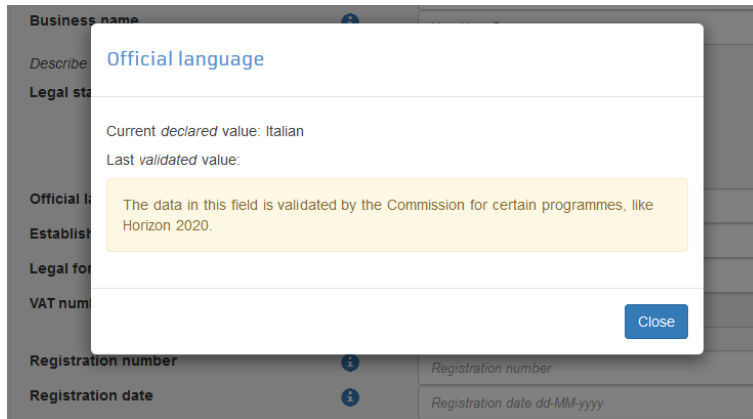 Business name
Describe
Official language
Legal sta
Current declared value: Italian
Last validated value:
Official la
The data in this field is validated by the Commission for certain programmes, like
Horizon 2020.
Establish
Legal for
VAT num
Close
Registration number
Registration number
Registration date
Registration date dd-MM-yyyy